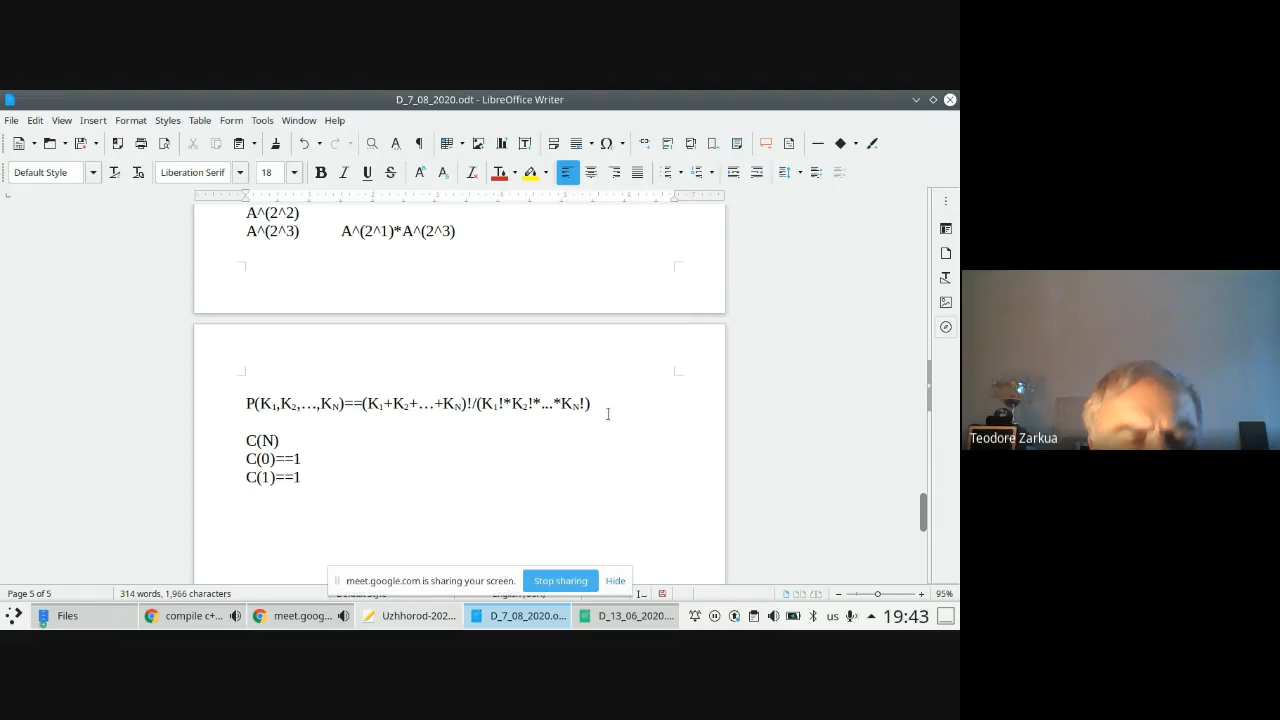 D_7_08_2020.odt - LibreOffice Writer
File Edit View Insert Format Styles Table Form Tools Window Help
Default Style Liberation Serif 18
A^(2^2)
A^(2^3) A^(2^1)*A^(2^3)
P(K₁,K₂,…,K_N)==(K₁+K₂+…+K_N)!/(K₁!*K₂!*...*K_N!)
C(N)
C(0)==1
C(1)==1
Teodore Zarkua
meet.google.com is sharing your screen. Stop sharing Hide
Page 5 of 5 314 words, 1,966 characters 95%
Files compile c+... meet.goog... Uzhhorod-202... D_7_08_2020.o... D_13_06_2020.... us 19:43